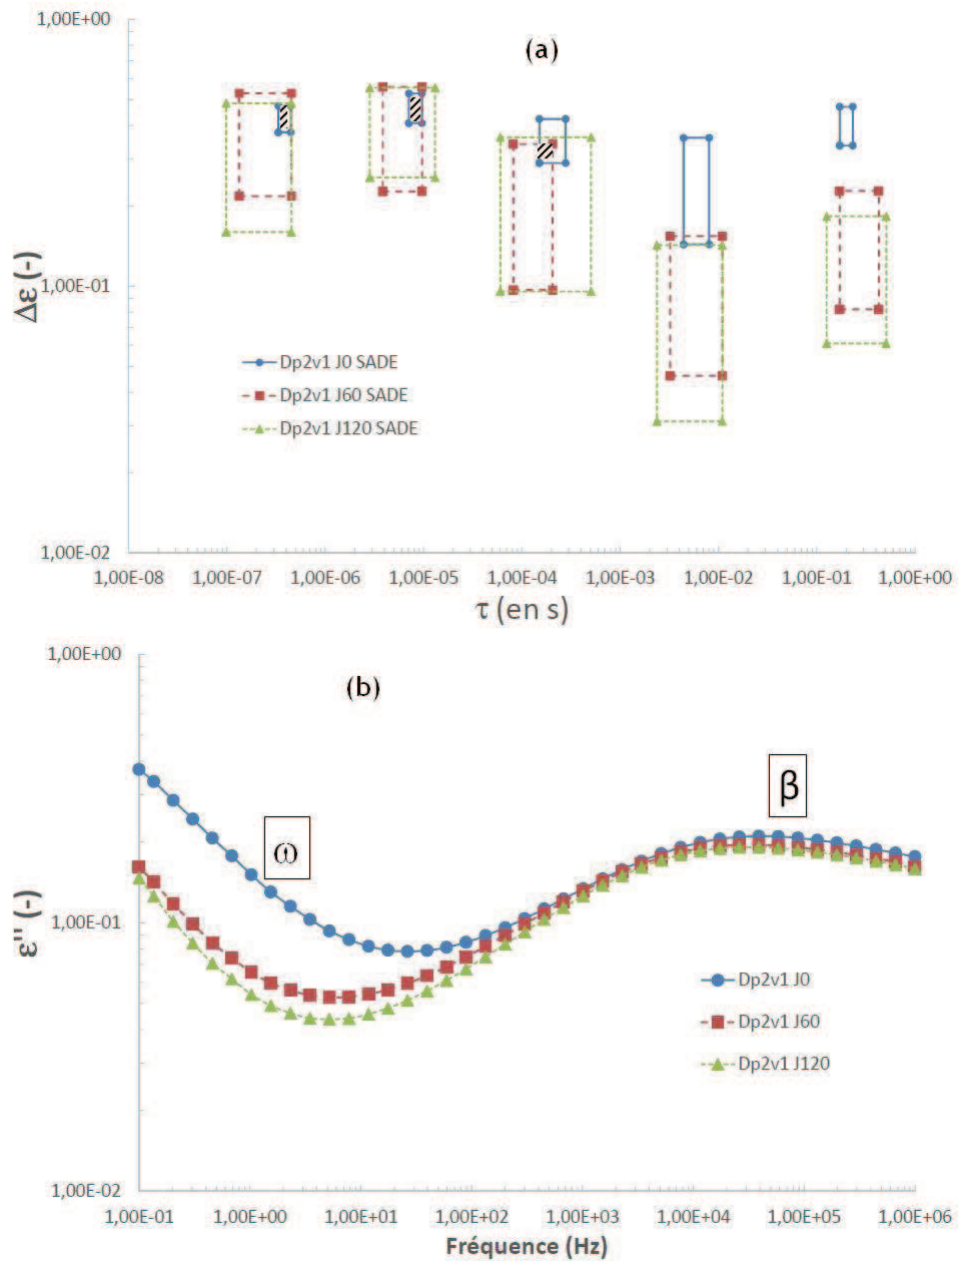 1,00E+00
(a)
Δε (-)
1,00E-01
Dp2v1 J0 SADE
Dp2v1 J60 SADE
Dp2v1 J120 SADE
1,00E-02
1,00E-08 1,00E-07 1,00E-06 1,00E-05 1,00E-04 1,00E-03 1,00E-02 1,00E-01 1,00E+00
τ (en s)
1,00E+00
(b)
β
ω
ε'' (-)
1,00E-01
Dp2v1 J0
Dp2v1 J60
Dp2v1 J120
1,00E-02
1,00E-01 1,00E+00 1,00E+01 1,00E+02 1,00E+03 1,00E+04 1,00E+05 1,00E+06
Fréquence (Hz)